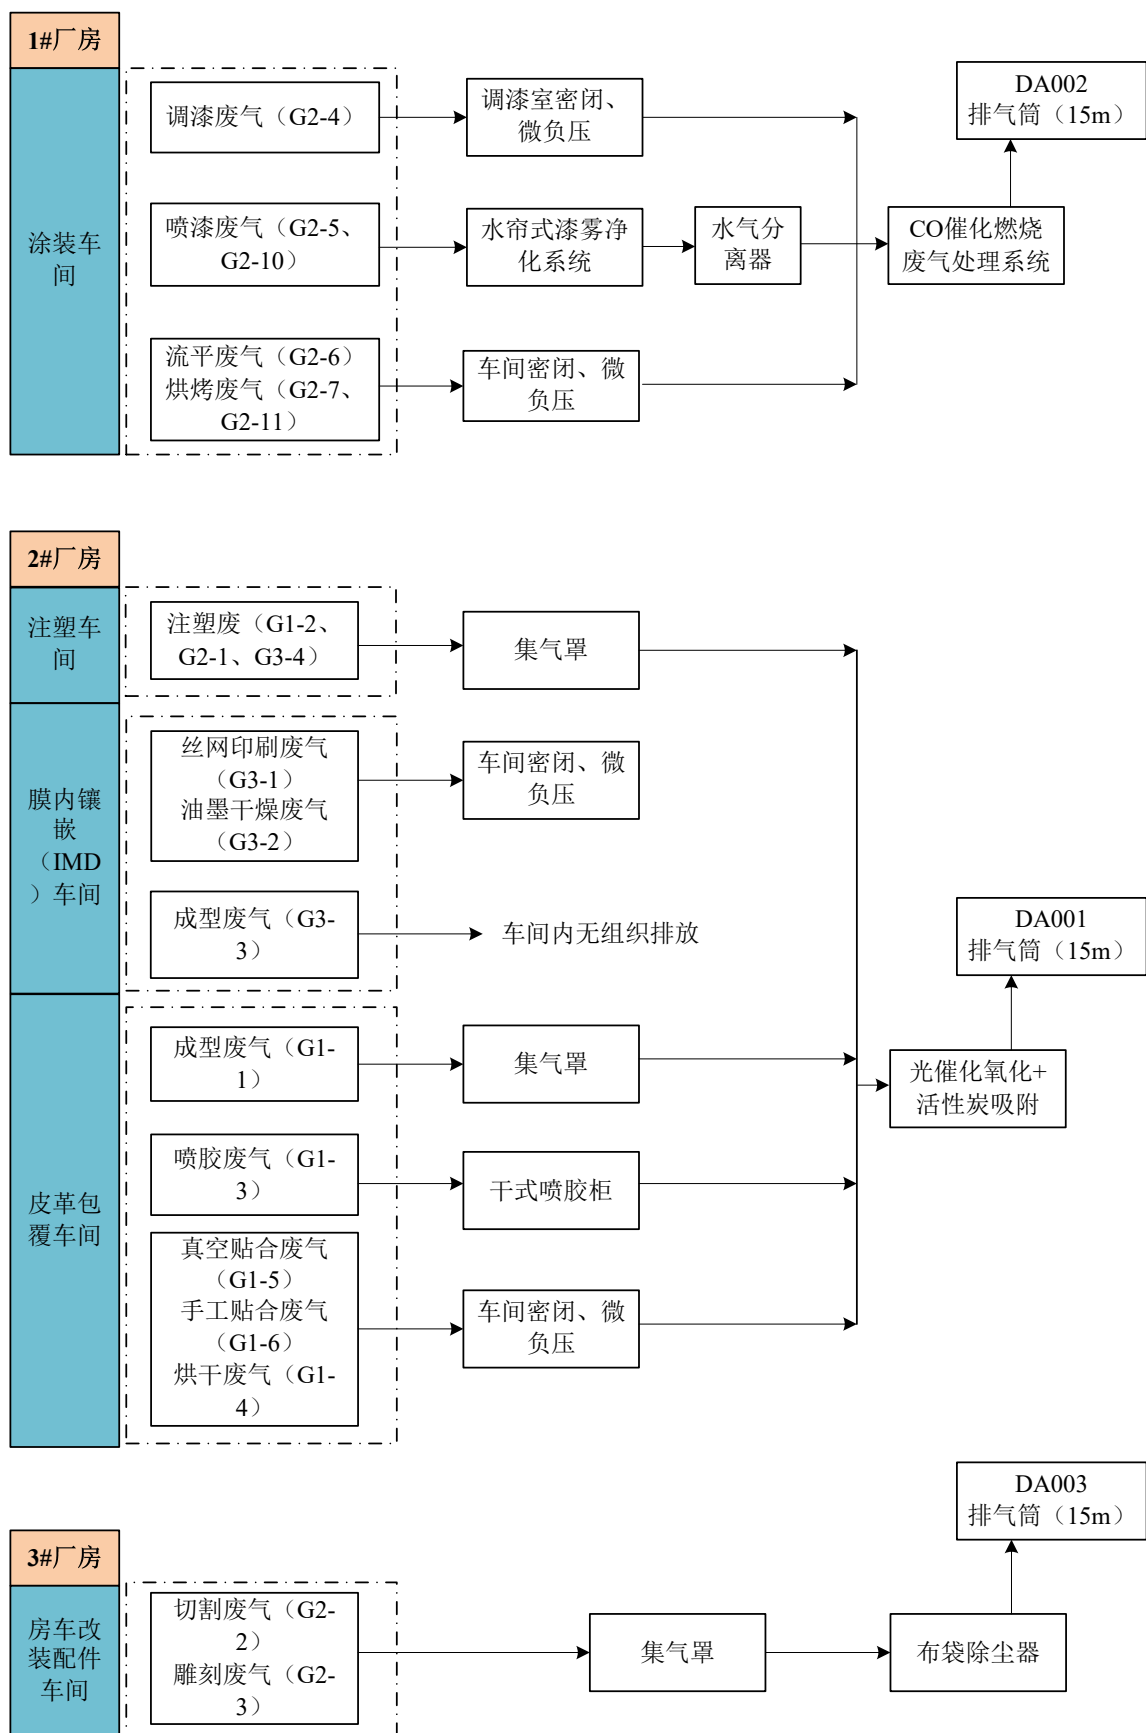 1#厂房
涂装车
间
调漆废气（G2-4）
调漆室密闭、
微负压
DA002
排气筒（15m）
喷漆废气（G2-5、
G2-10）
水帘式漆雾净
化系统
水气分
离器
CO催化燃烧
废气处理系统
流平废气（G2-6）
烘烤废气（G2-7、
G2-11）
车间密闭、微
负压
2#厂房
注塑车
间
注塑废（G1-2、
G2-1、G3-4）
集气罩
膜内镶
嵌
（IMD
）车间
丝网印刷废气
（G3-1）
油墨干燥废气
（G3-2）
车间密闭、微
负压
成型废气（G3-
3）
车间内无组织排放
DA001
排气筒（15m）
皮革包
覆车间
成型废气（G1-
1）
集气罩
光催化氧化+
活性炭吸附
喷胶废气（G1-
3）
干式喷胶柜
真空贴合废气
（G1-5）
手工贴合废气
（G1-6）
烘干废气（G1-
4）
车间密闭、微
负压
DA003
排气筒（15m）
3#厂房
房车改
装配件
车间
切割废气（G2-
2）
雕刻废气（G2-
3）
集气罩
布袋除尘器